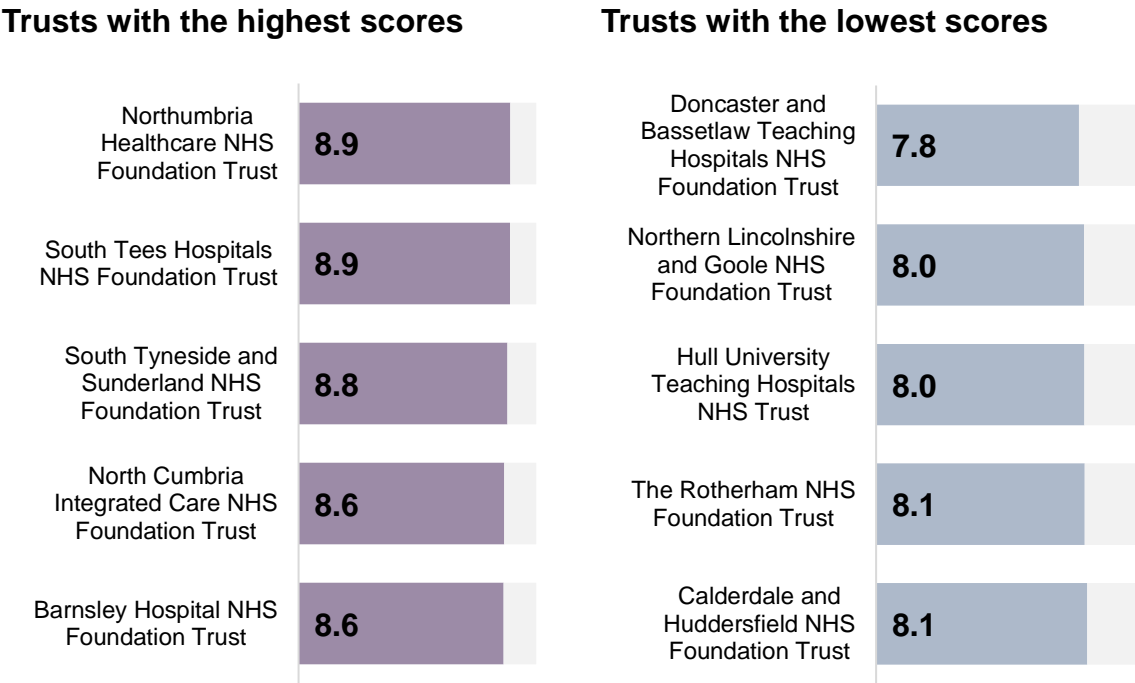 Trusts with the highest scores
Northumbria
Healthcare NHS
Foundation Trust
8.9
South Tees Hospitals
NHS Foundation Trust
8.9
South Tyneside and
Sunderland NHS
Foundation Trust
8.8
North Cumbria
Integrated Care NHS
Foundation Trust
8.6
Barnsley Hospital NHS
Foundation Trust
8.6
Trusts with the lowest scores
Doncaster and
Bassetlaw Teaching
Hospitals NHS
Foundation Trust
7.8
Northern Lincolnshire
and Goole NHS
Foundation Trust
8.0
Hull University
Teaching Hospitals
NHS Trust
8.0
The Rotherham NHS
Foundation Trust
8.1
Calderdale and
Huddersfield NHS
Foundation Trust
8.1